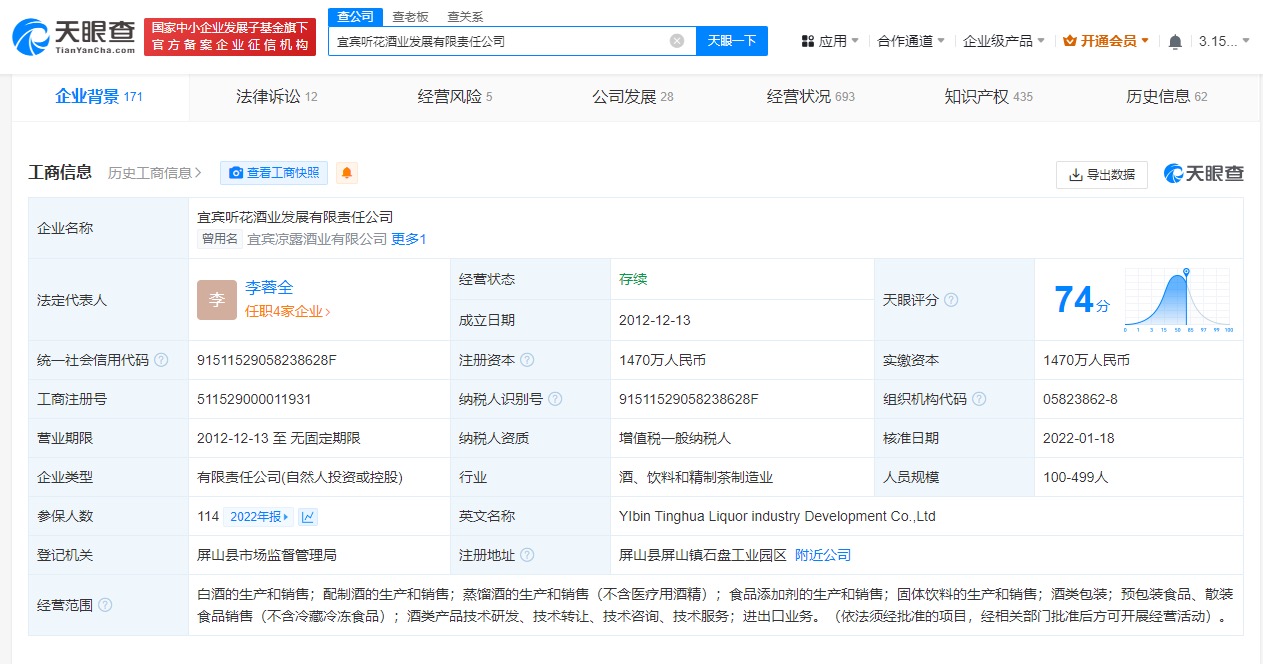 天眼查
TianYanCha.com
国家中小企业发展子基金旗下
官方备案企业征信机构
查公司 查老板 查关系
宜宾听花酒业发展有限责任公司 天眼一下
应用 合作通道 企业级产品 开通会员 3.15...
企业背景 171 法律诉讼 12 经营风险 5 公司发展 28 经营状况 693 知识产权 435 历史信息 62
工商信息 历史工商信息 查看工商快照 导出数据 天眼查
企业名称 宜宾听花酒业发展有限责任公司
曾用名 宜宾凉露酒业有限公司 更多1
法定代表人 李 李蓉全 任职4家企业 经营状态 存续 天眼评分 ? 74分
成立日期 2012-12-13
0 1 3 15 50 85 97 99 100
统一社会信用代码 ? 91511529058238628F 注册资本 ? 1470万人民币 实缴资本 1470万人民币
工商注册号 511529000011931 纳税人识别号 ? 91511529058238628F 组织机构代码 ? 05823862-8
营业期限 2012-12-13 至 无固定期限 纳税人资质 增值税一般纳税人 核准日期 2022-01-18
企业类型 有限责任公司(自然人投资或控股) 行业 酒、饮料和精制茶制造业 人员规模 100-499人
参保人数 114 2022年报 英文名称 YIbin Tinghua Liquor industry Development Co.,Ltd
登记机关 屏山县市场监督管理局 注册地址 ? 屏山县屏山镇石盘工业园区 附近公司
经营范围 ? 白酒的生产和销售；配制酒的生产和销售；蒸馏酒的生产和销售（不含医疗用酒精）；食品添加剂的生产和销售；固体饮料的生产和销售；酒类包装；预包装食品、散装
食品销售（不含冷藏冷冻食品）；酒类产品技术研发、技术转让、技术咨询、技术服务；进出口业务。（依法须经批准的项目，经相关部门批准后方可开展经营活动）。